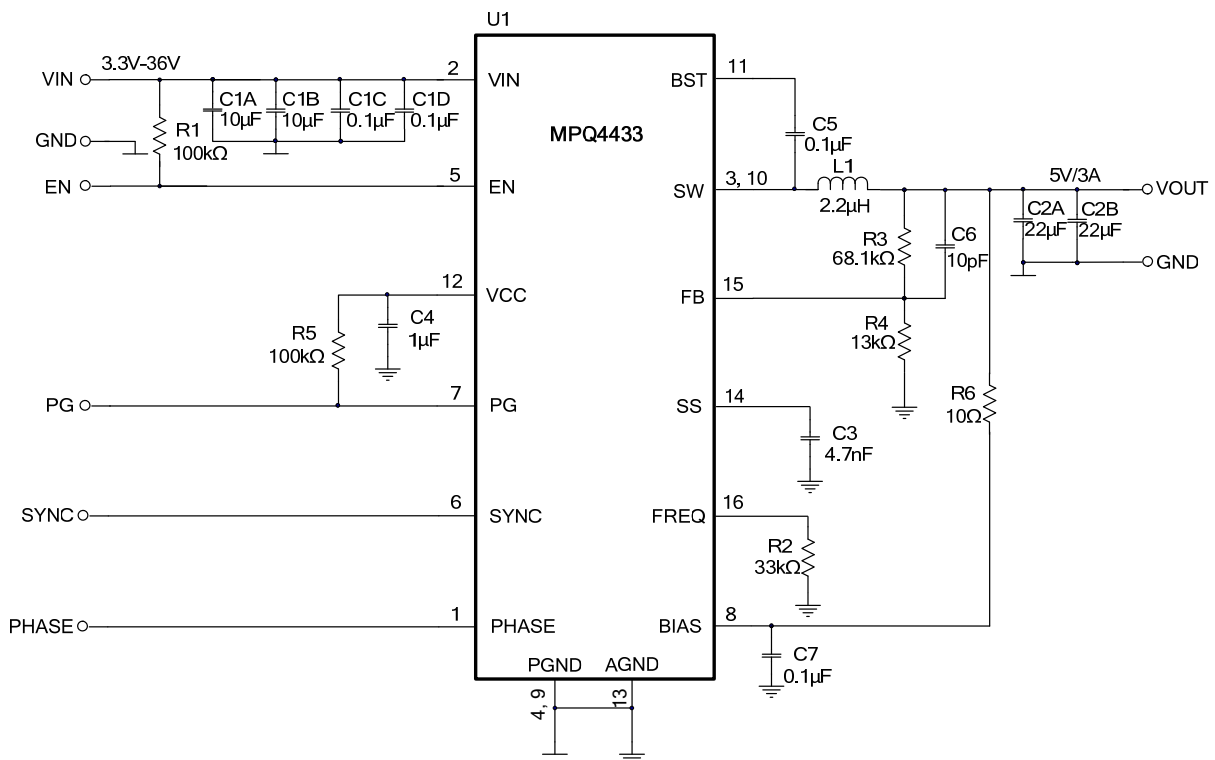 U1
VIN
3.3V-36V
2
VIN
C1A
10µF
C1B
10µF
C1C
0.1µF
C1D
0.1µF
R1
100kΩ
GND
EN
5
EN
MPQ4433
BST
11
C5
0.1µF
SW
3, 10
L1
2.2µH
5V/3A
VOUT
R3
68.1kΩ
C6
10pF
C2A
22µF
C2B
22µF
GND
12
VCC
R5
100kΩ
C4
1µF
FB
15
R4
13kΩ
PG
7
PG
SS
14
C3
4.7nF
R6
10Ω
SYNC
6
SYNC
FREQ
16
R2
33kΩ
PHASE
1
PHASE
BIAS
8
C7
0.1µF
PGND
AGND
4, 9
13